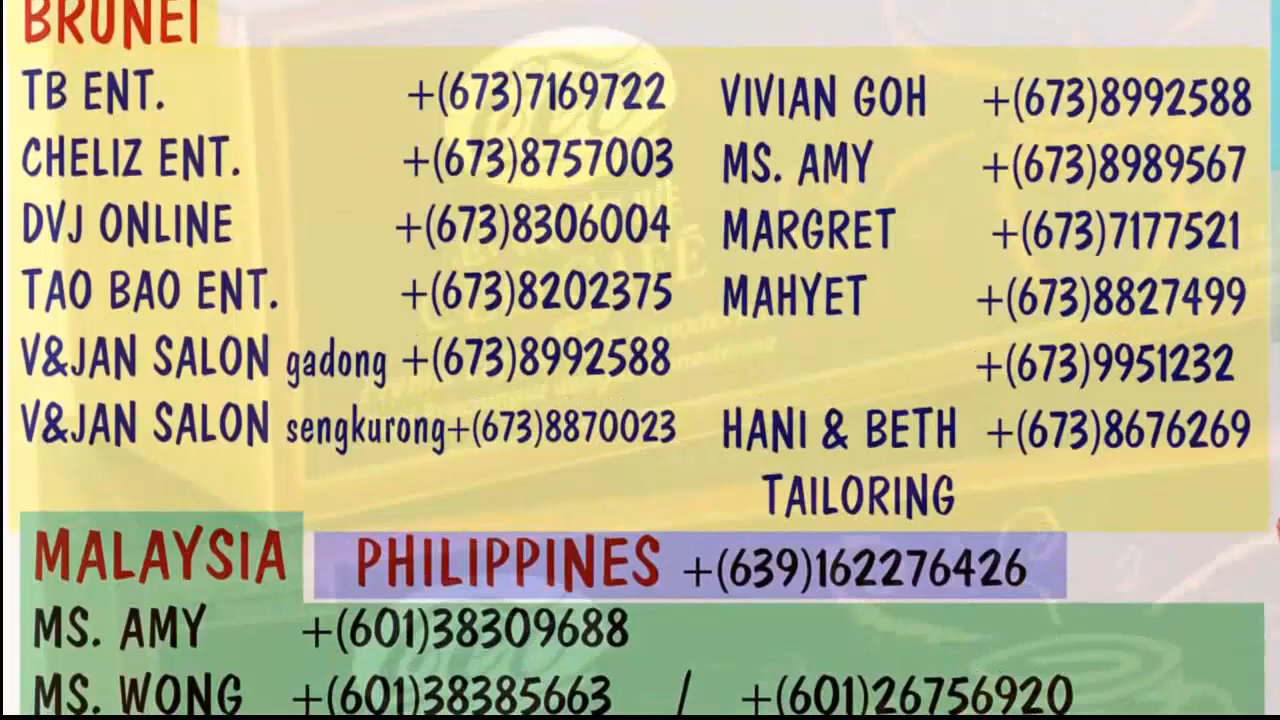 BRUNEI
TB ENT. +(673)7169722
CHELIZ ENT. +(673)8757003
DVJ ONLINE +(673)8306004
TAO BAO ENT. +(673)8202375
V&JAN SALON gadong +(673)8992588
V&JAN SALON sengkurong+(673)8870023
VIVIAN GOH +(673)8992588
MS. AMY +(673)8989567
MARGRET +(673)7177521
MAHYET +(673)8827499
+(673)9951232
HANI & BETH +(673)8676269
TAILORING
MALAYSIA
PHILIPPINES +(639)162276426
MS. AMY +(601)38309688
MS. WONG +(601)38385663 / +(601)26756920